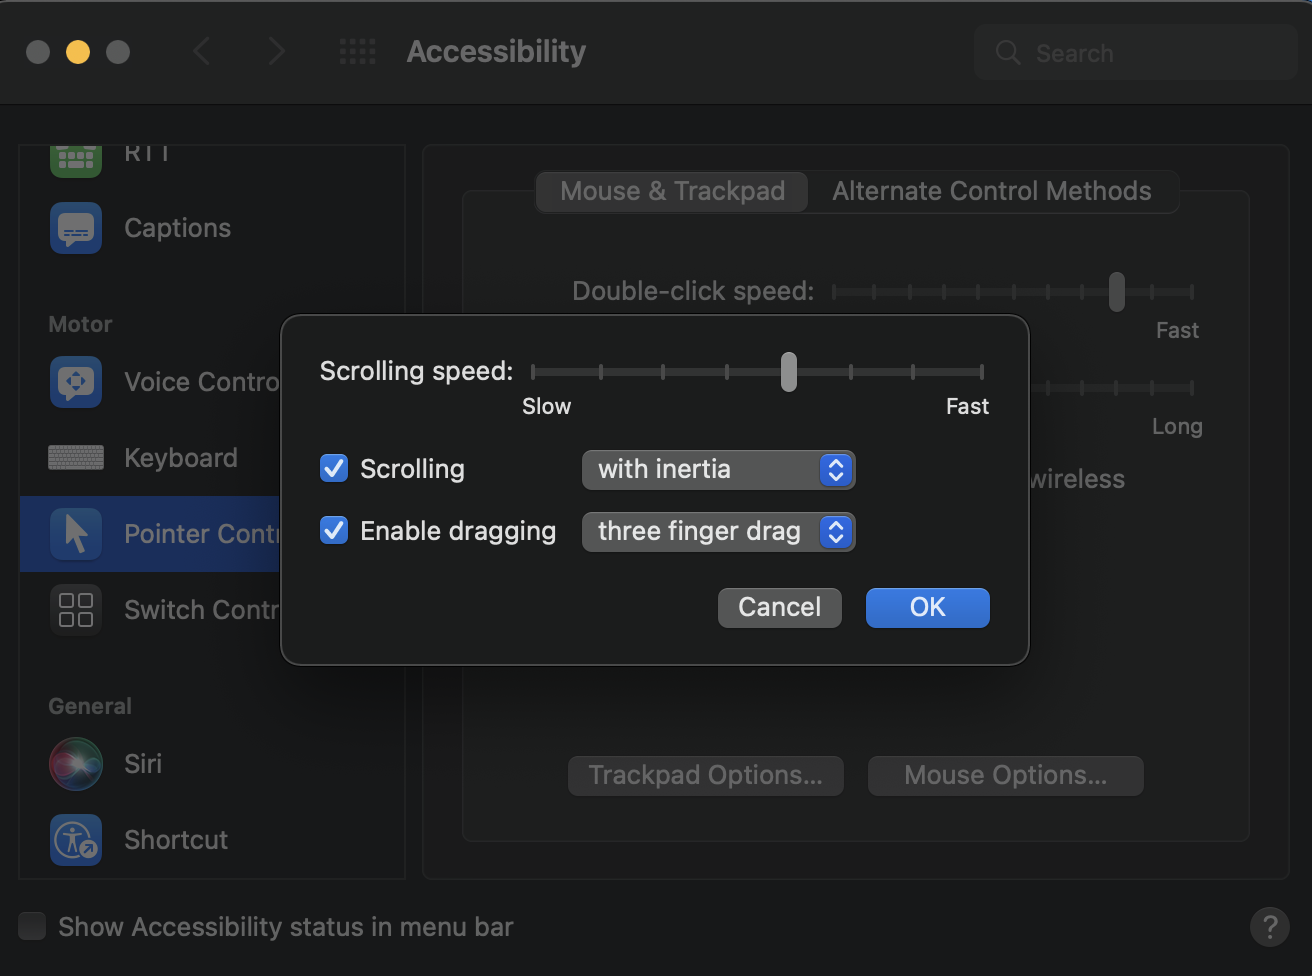 Accessibility
Search
RTT
Captions
Motor
Voice Contro
Keyboard
Pointer Contr
Switch Contr
General
Siri
Shortcut
Mouse & Trackpad
Alternate Control Methods
Double-click speed:
Fast
Long
wireless
Scrolling speed:
Slow
Fast
Scrolling
with inertia
Enable dragging
three finger drag
Cancel
OK
Trackpad Options...
Mouse Options...
Show Accessibility status in menu bar
?